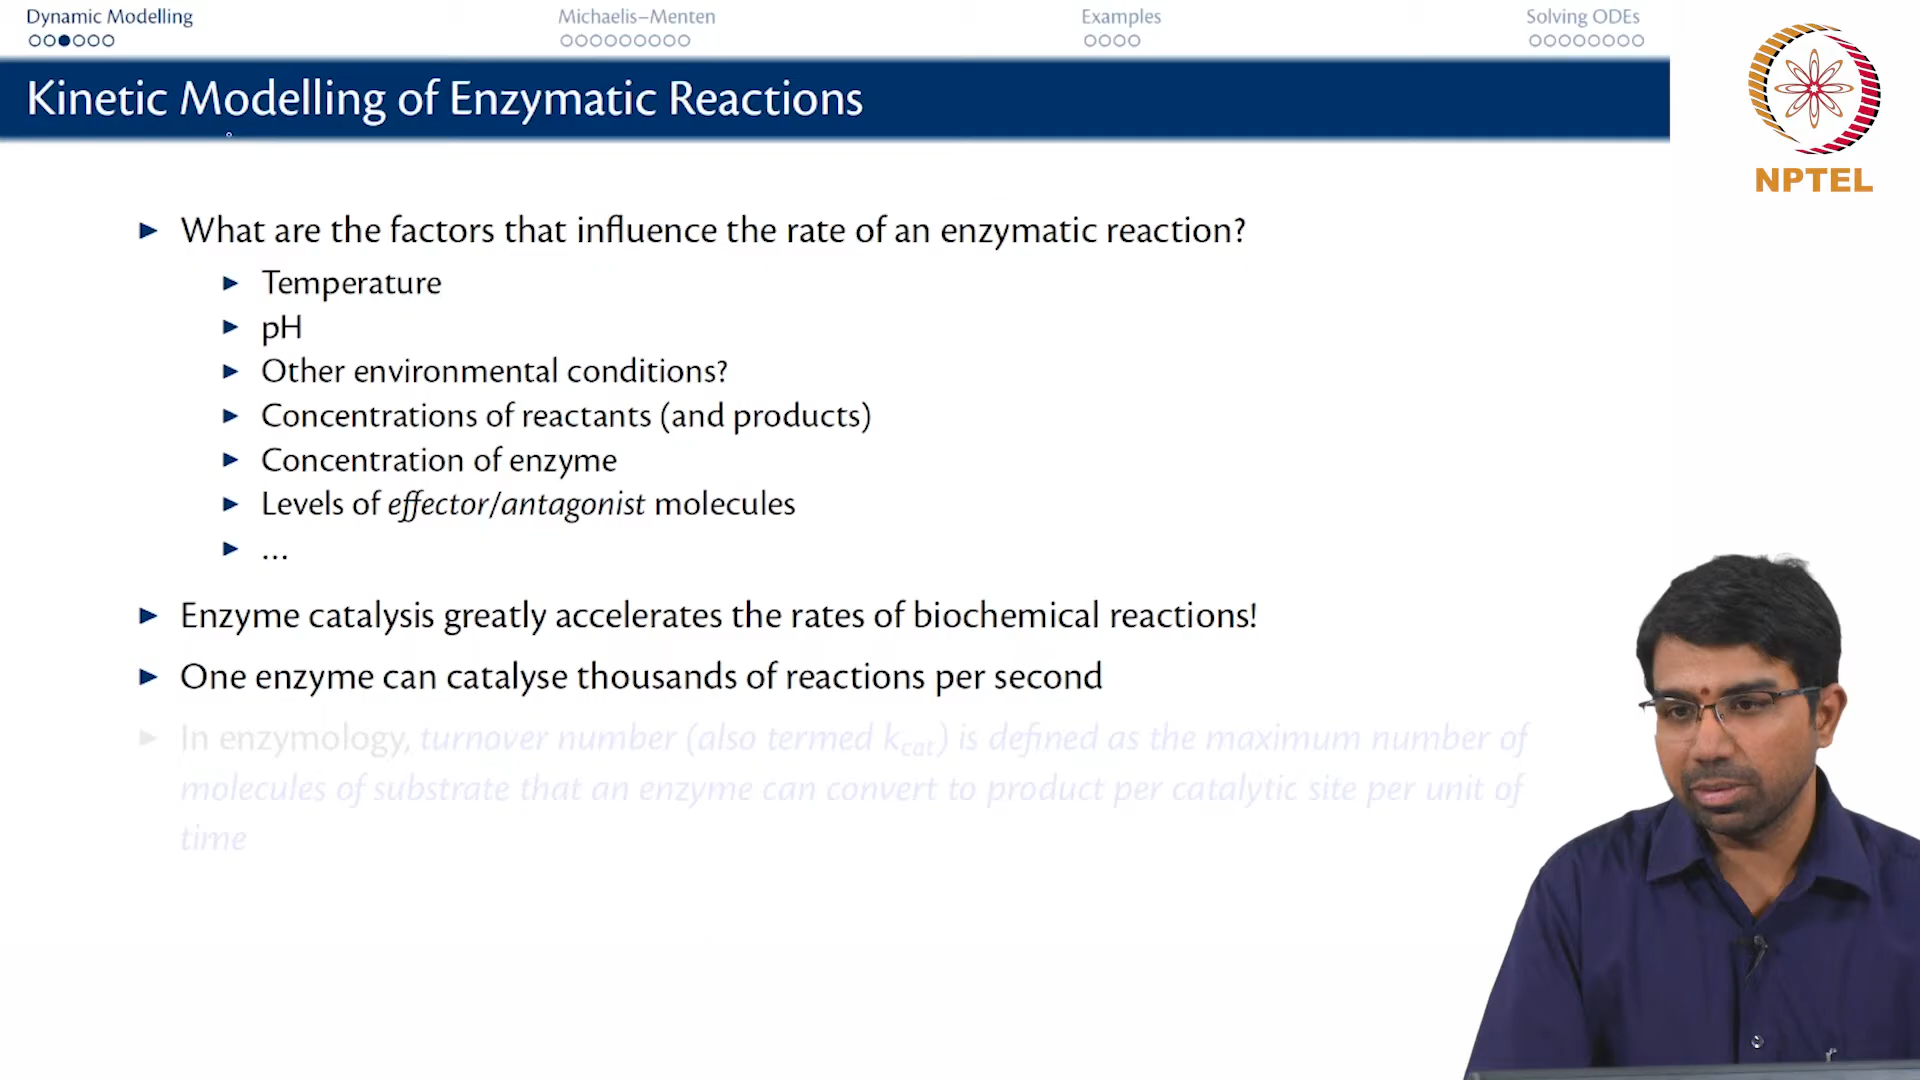 Dynamic Modelling
Michaelis–Menten
Examples
Solving ODEs
Kinetic Modelling of Enzymatic Reactions
NPTEL
What are the factors that influence the rate of an enzymatic reaction?
Temperature
pH
Other environmental conditions?
Concentrations of reactants (and products)
Concentration of enzyme
Levels of effector/antagonist molecules
...
Enzyme catalysis greatly accelerates the rates of biochemical reactions!
One enzyme can catalyse thousands of reactions per second
In enzymology, turnover number (also termed kcat) is defined as the maximum number of
molecules of substrate that an enzyme can convert to product per catalytic site per unit of
time